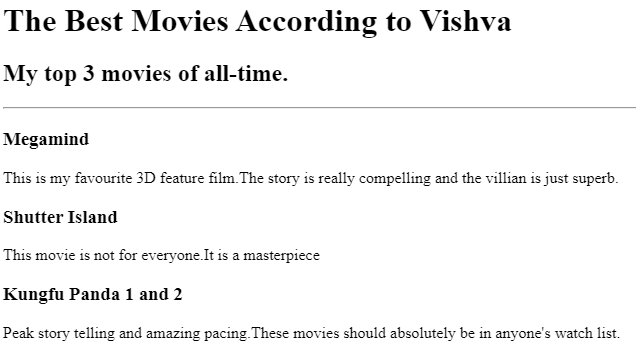 The Best Movies According to Vishva
My top 3 movies of all-time.
Megamind
This is my favourite 3D feature film.The story is really compelling and the villian is just superb.
Shutter Island
This movie is not for everyone.It is a masterpiece
Kungfu Panda 1 and 2
Peak story telling and amazing pacing.These movies should absolutely be in anyone's watch list.